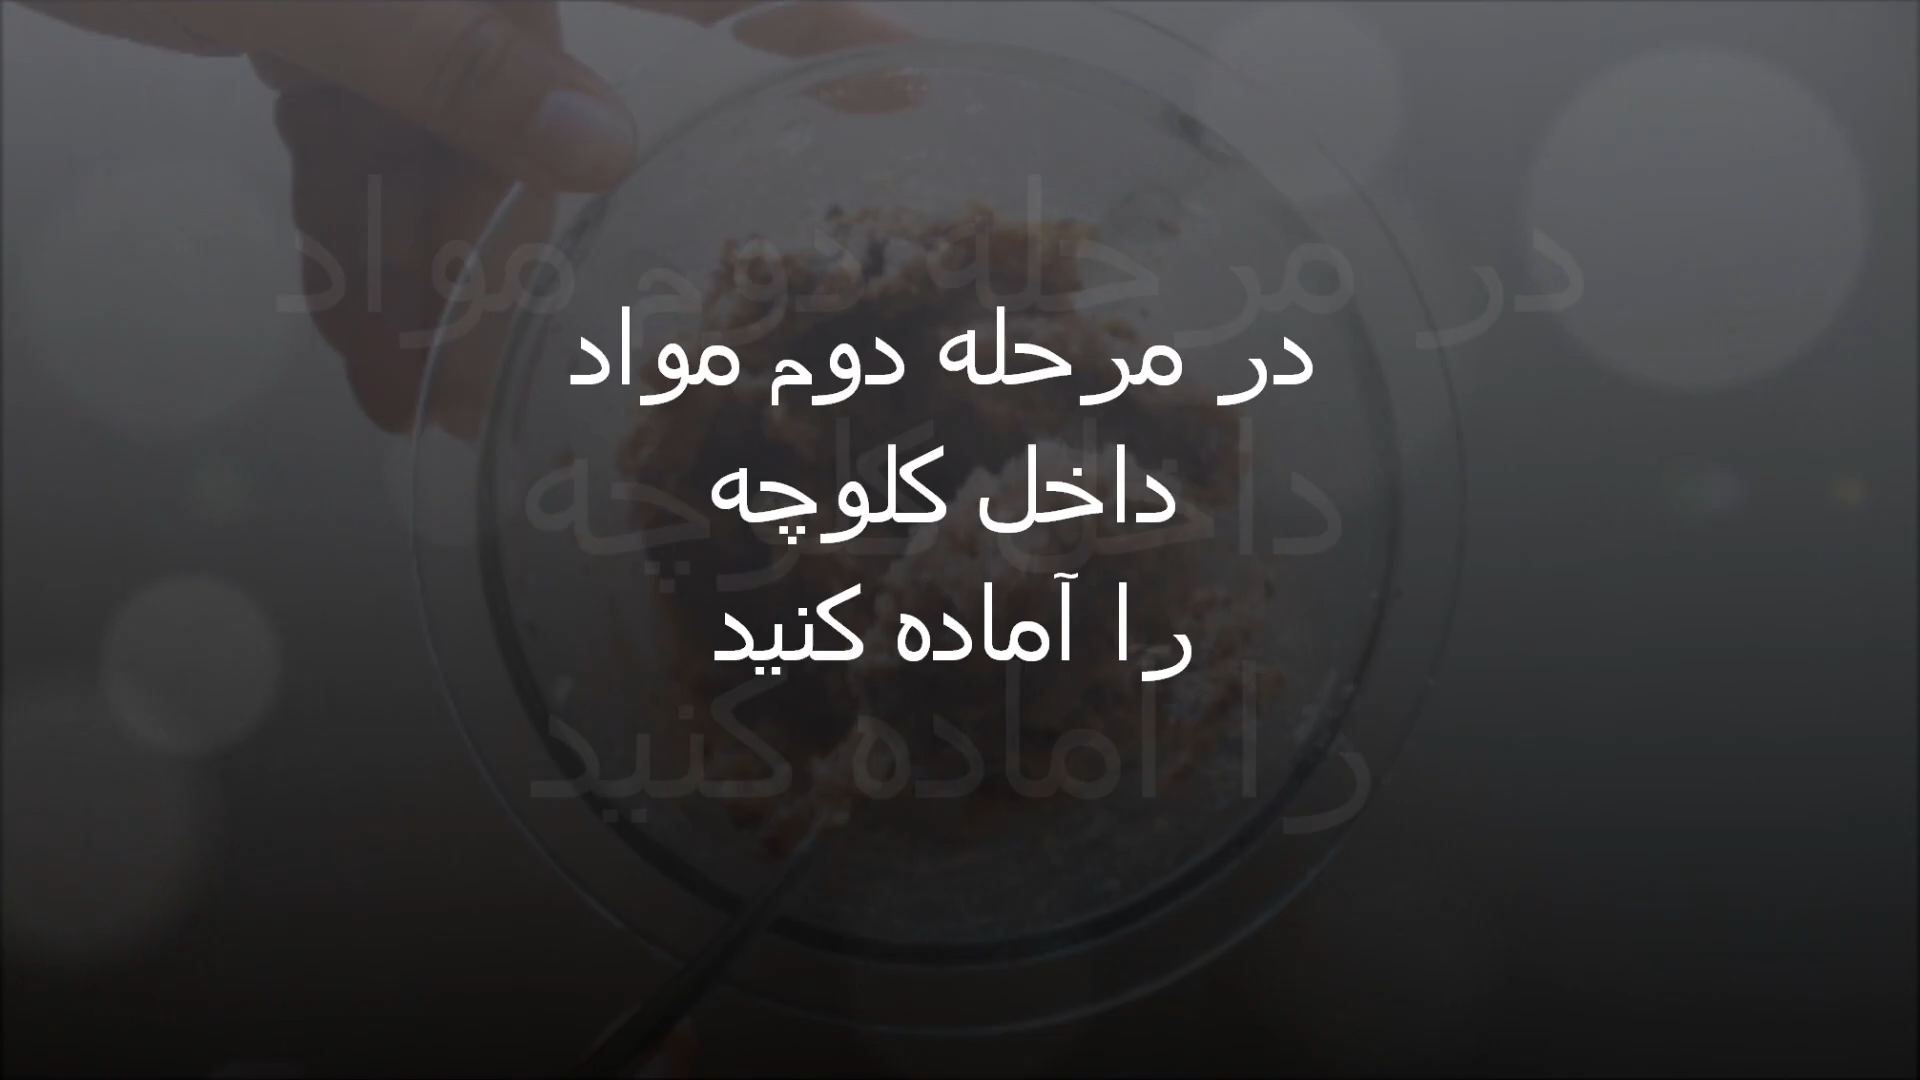 در مرحله دوم مواد
داخل کلوچه
را آماده کنید